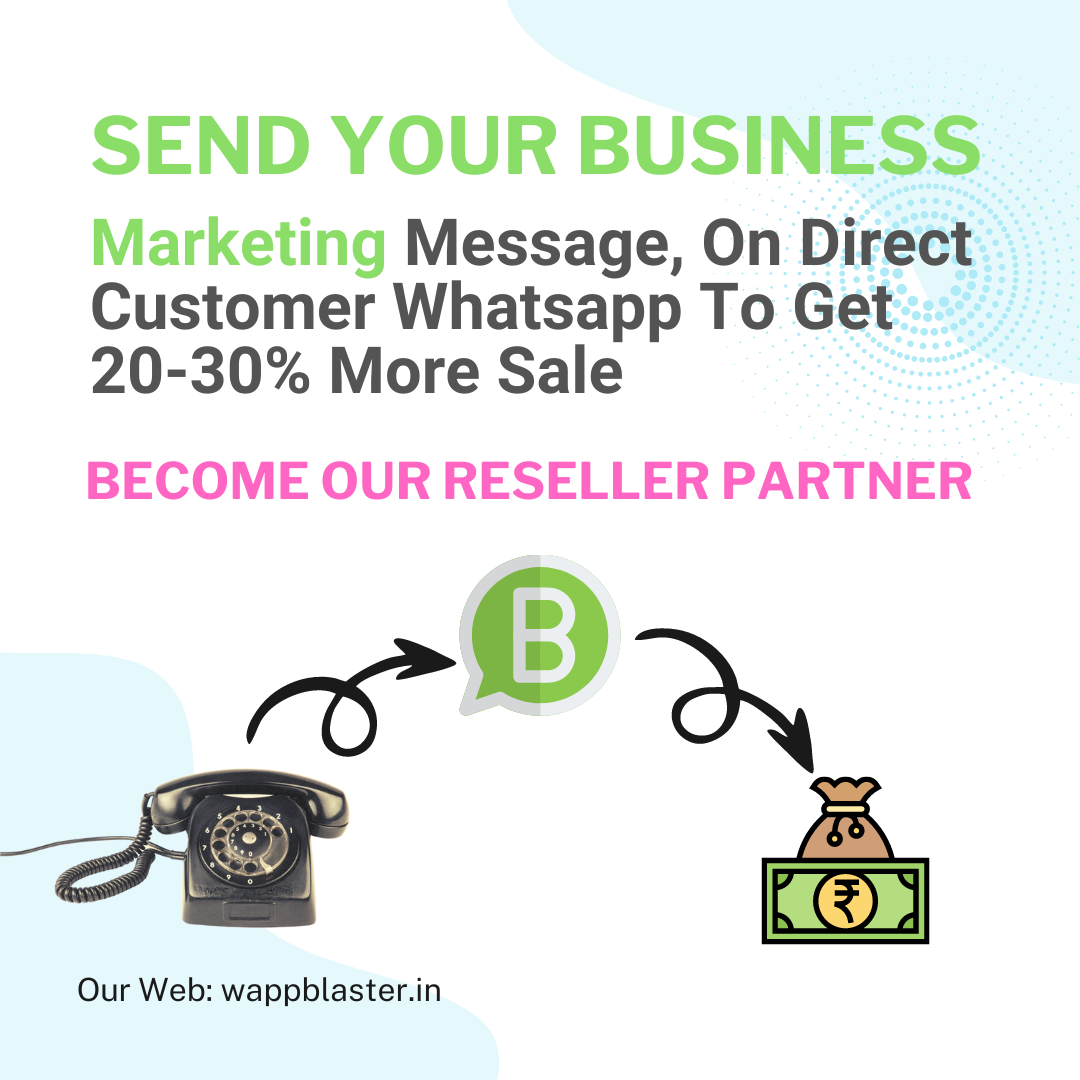 SEND YOUR BUSINESS
Marketing Message, On Direct
Customer Whatsapp To Get
20-30% More Sale
BECOME OUR RESELLER PARTNER
B
₹
Our Web: wappblaster.in